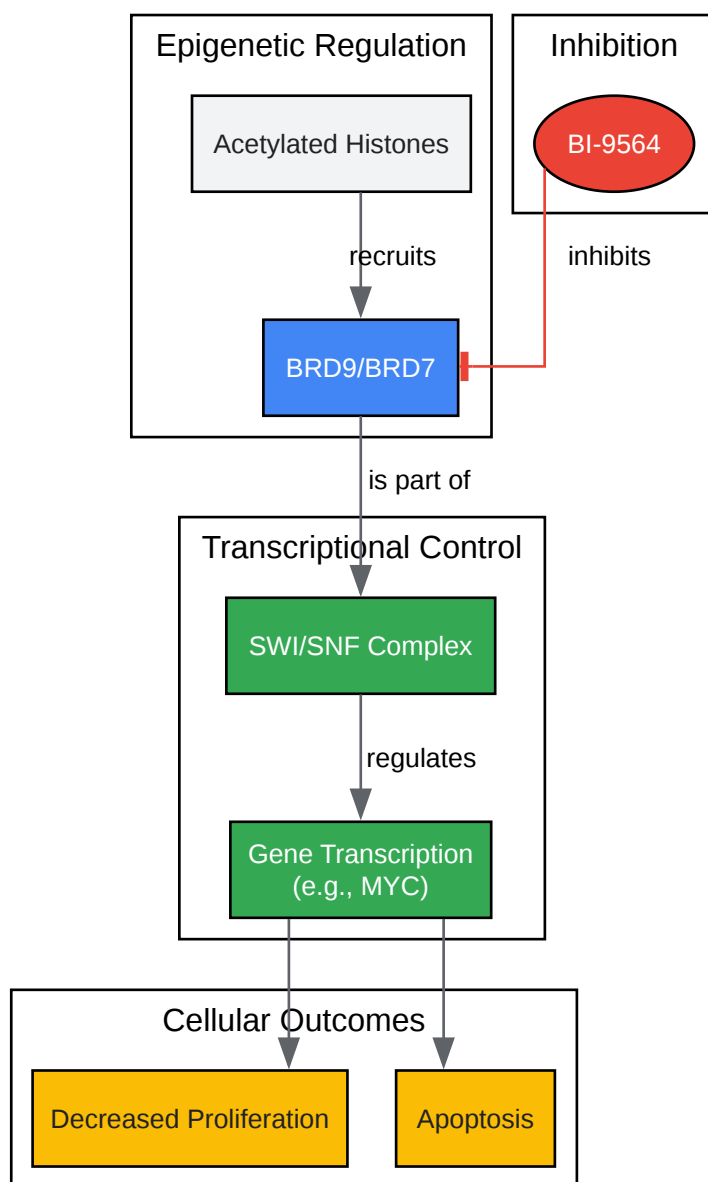 Epigenetic Regulation
Inhibition
Acetylated Histones
BI-9564
recruits
inhibits
BRD9/BRD7
is part of
Transcriptional Control
SWI/SNF Complex
regulates
Gene Transcription
(e.g., MYC)
Cellular Outcomes
Decreased Proliferation
Apoptosis